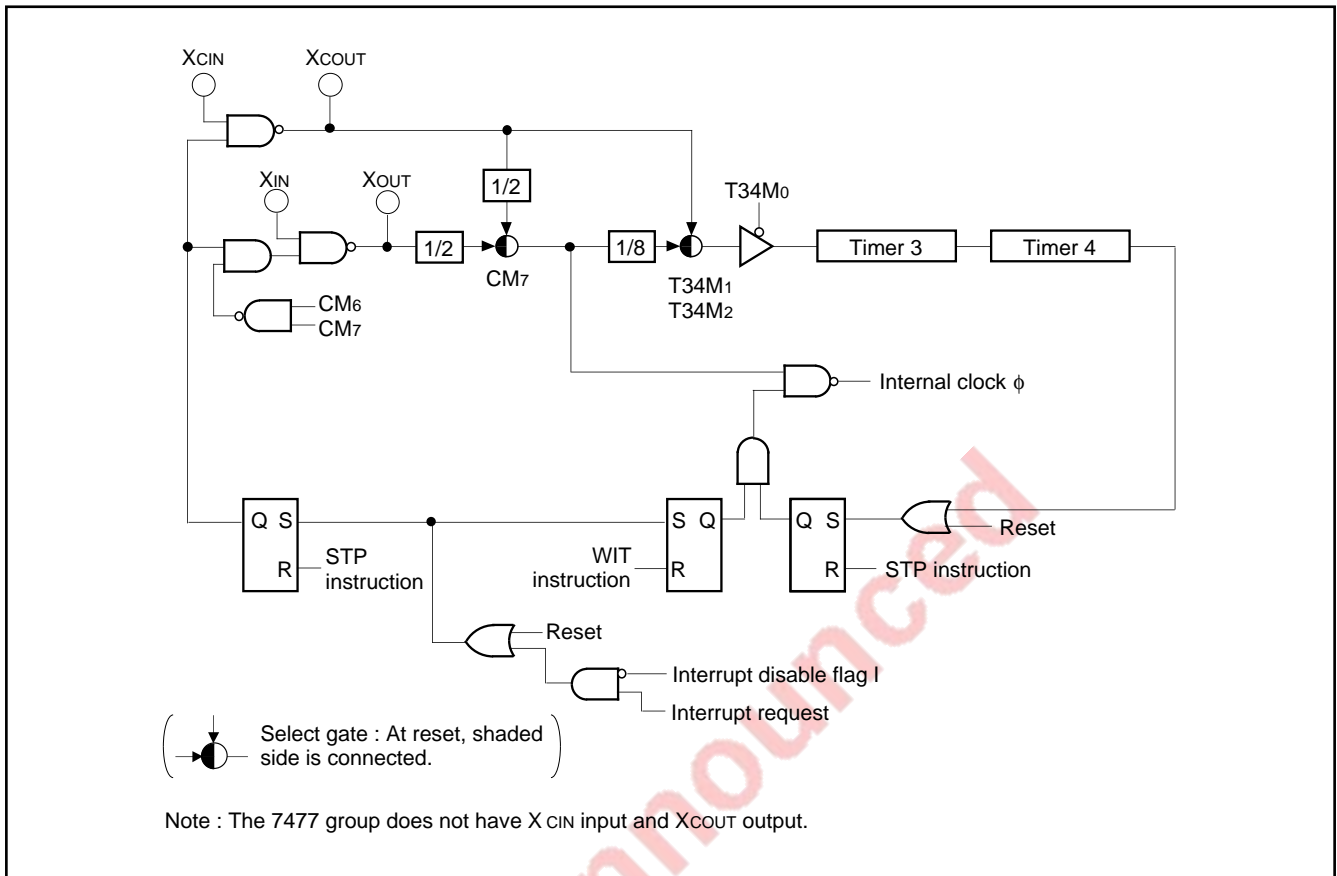 XCIN XCOUT
XIN XOUT
1/2
T34M0
1/2
1/8
Timer 3
Timer 4
CM7
T34M1
T34M2
CM6
CM7
Internal clock ϕ
Q S
S Q
Q S
Reset
R
STP
instruction
WIT
instruction
R
R
STP instruction
Reset
Interrupt disable flag I
Interrupt request
Select gate : At reset, shaded
side is connected.
Note : The 7477 group does not have X CIN input and XCOUT output.
nnounced